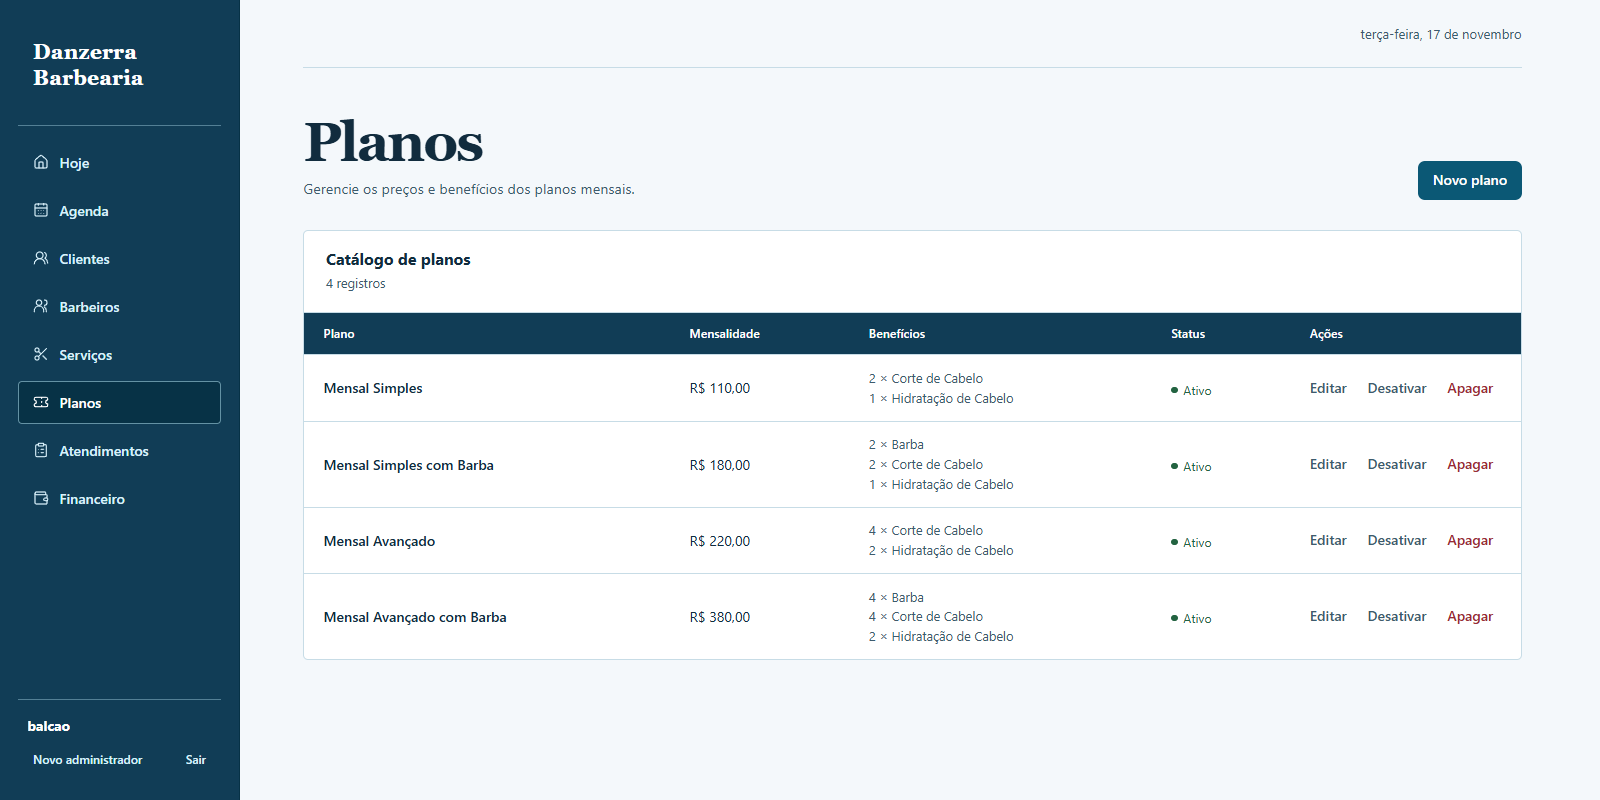 Danzerra
Barbearia
Hoje
Agenda
Clientes
Barbeiros
Serviços
Planos
Atendimentos
Financeiro
balcao
Novo administrador Sair
terça-feira, 17 de novembro
Planos
Gerencie os preços e benefícios dos planos mensais.
Novo plano
Catálogo de planos
4 registros
Plano Mensalidade Benefícios Status Ações
Mensal Simples R$ 110,00 2 × Corte de Cabelo
1 × Hidratação de Cabelo Ativo Editar Desativar Apagar
Mensal Simples com Barba R$ 180,00 2 × Barba
2 × Corte de Cabelo
1 × Hidratação de Cabelo Ativo Editar Desativar Apagar
Mensal Avançado R$ 220,00 4 × Corte de Cabelo
2 × Hidratação de Cabelo Ativo Editar Desativar Apagar
Mensal Avançado com Barba R$ 380,00 4 × Barba
4 × Corte de Cabelo
2 × Hidratação de Cabelo Ativo Editar Desativar Apagar